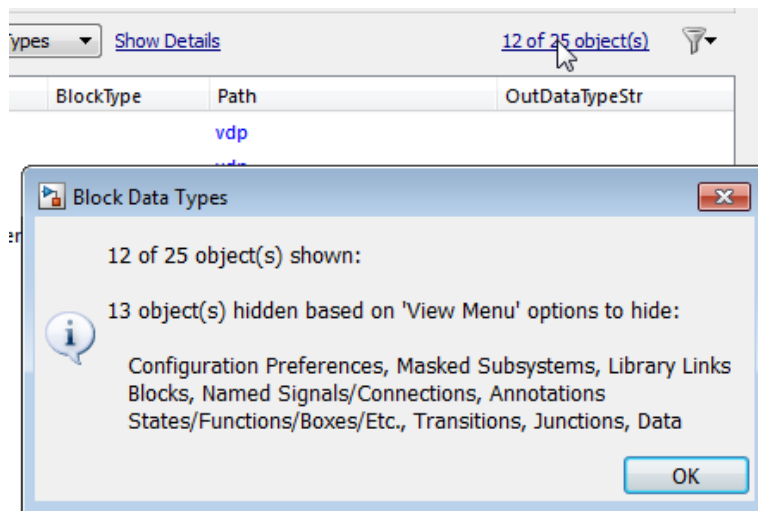 ypes Show Details 12 of 25 object(s)
BlockType Path OutDataTypeStr
vdp
Block Data Types
12 of 25 object(s) shown:
13 object(s) hidden based on 'View Menu' options to hide:
Configuration Preferences, Masked Subsystems, Library Links
Blocks, Named Signals/Connections, Annotations
States/Functions/Boxes/Etc., Transitions, Junctions, Data
OK